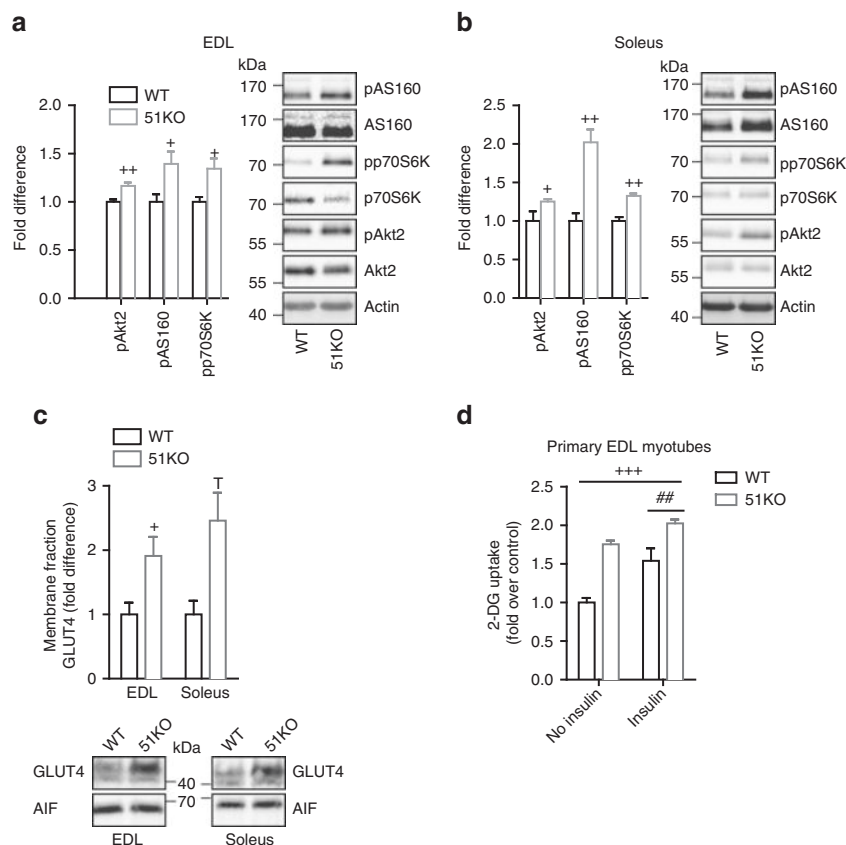 a
EDL
WT
51KO
Fold difference
2.0
1.5
1.0
0.5
0.0
++
+
+
pAkt2
pAS160
pp70S6K
kDa
170
170
70
70
55
55
40
pAS160
AS160
pp70S6K
p70S6K
pAkt2
Akt2
Actin
WT
51KO
b
Soleus
Fold difference
2.5
2.0
1.5
1.0
0.5
0.0
+
++
++
pAkt2
pAS160
pp70S6K
kDa
170
170
70
70
55
55
40
pAS160
AS160
pp70S6K
p70S6K
pAkt2
Akt2
Actin
WT
51KO
c
WT
51KO
Membrane fraction
GLUT4 (fold difference)
3
2
1
0
+
T
EDL Soleus
WT 51KO kDa WT 51KO
GLUT4 40 GLUT4
AIF 70 AIF
EDL Soleus
d
Primary EDL myotubes
WT
51KO
2-DG uptake
(fold over control)
2.5
2.0
1.5
1.0
0.5
0.0
+++
##
No insulin
Insulin